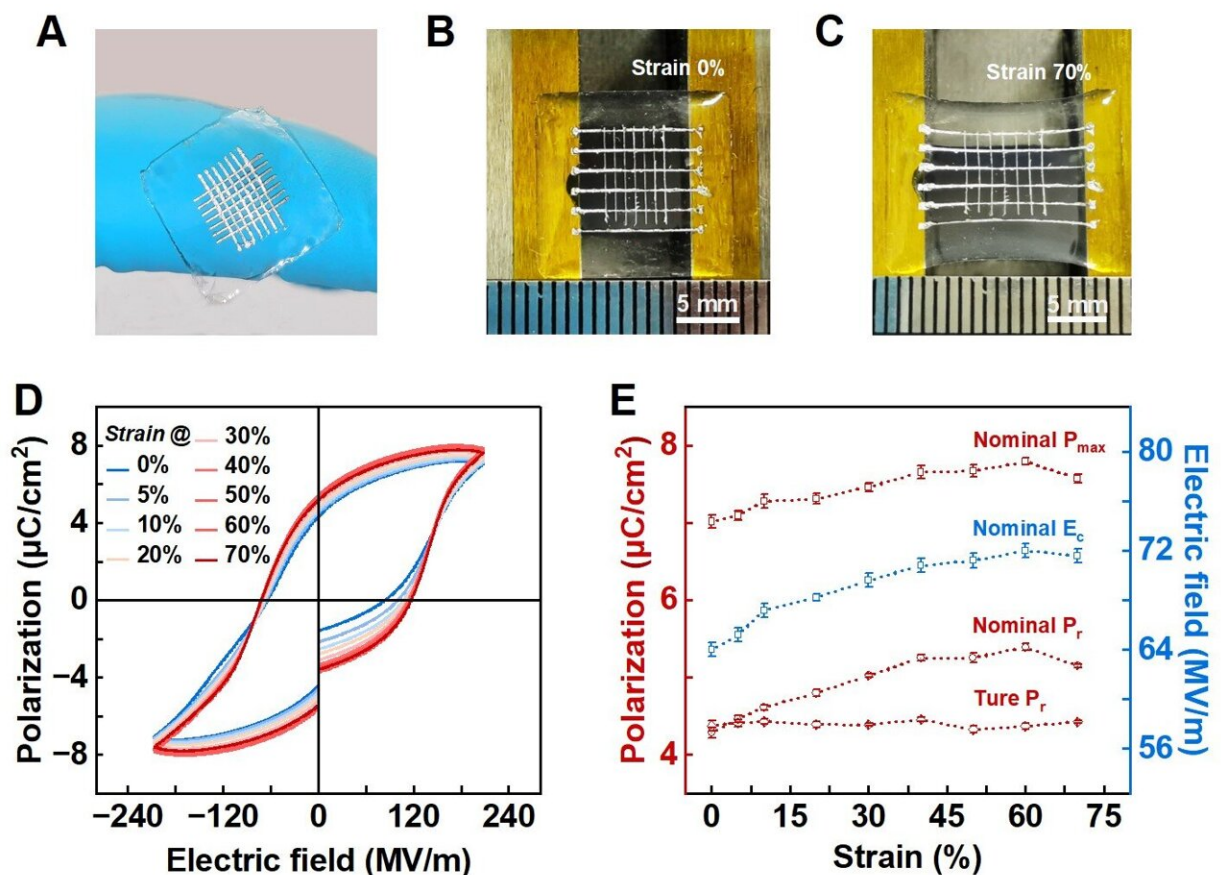 A
B
Strain 0%
5 mm
C
Strain 70%
5 mm
D
Polarization (μC/cm²)
8
4
0
−4
−8
Strain @
0%
5%
10%
20%
30%
40%
50%
60%
70%
−240
−120
0
120
240
Electric field (MV/m)
E
Polarization (μC/cm²)
8
6
4
Nominal Pmax
Nominal Ec
Nominal Pr
Ture Pr
80
72
64
56
Electric field (MV/m)
0
15
30
45
60
75
Strain (%)